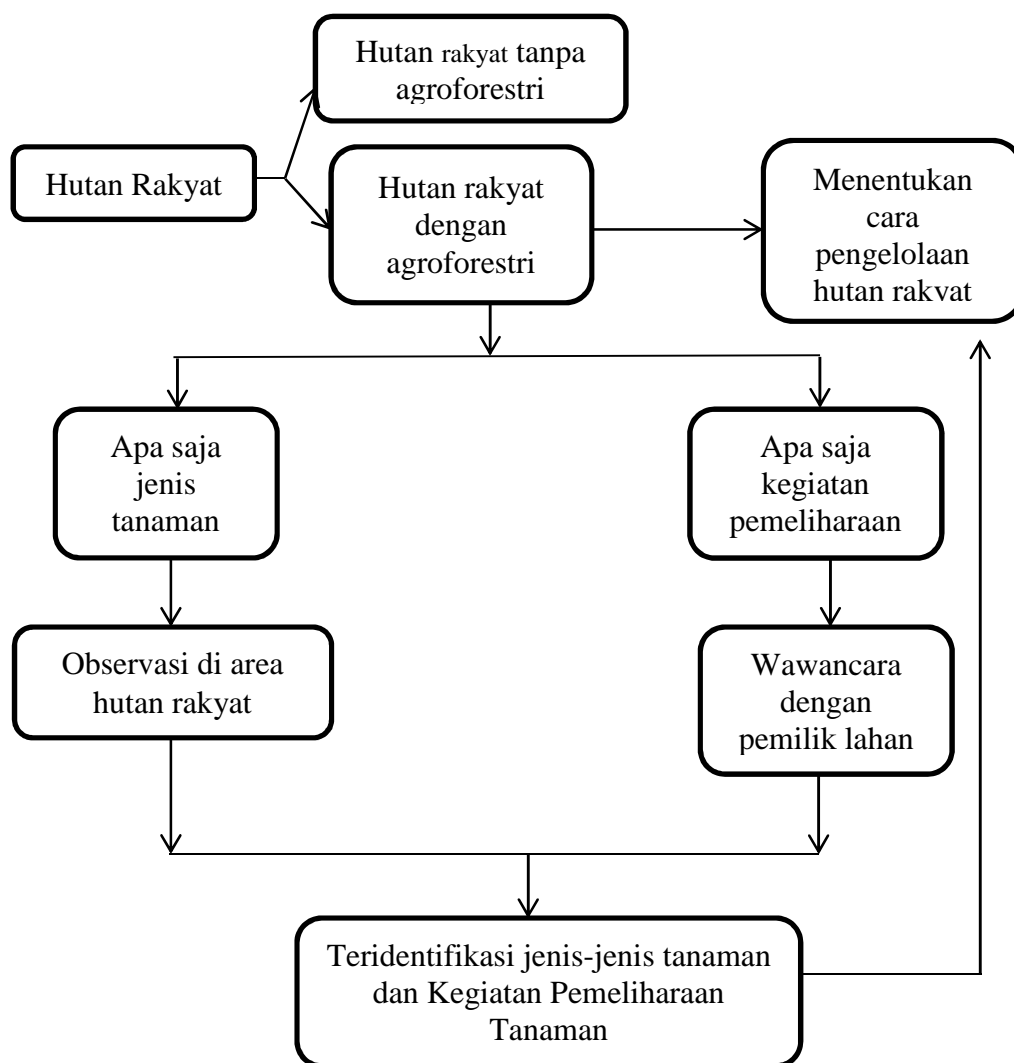 Hutan rakyat tanpa
agroforestri
Hutan Rakyat
Hutan rakyat
dengan
agroforestri
Menentukan
cara
pengelolaan
hutan rakyat
Apa saja
jenis
tanaman
Apa saja
kegiatan
pemeliharaan
Observasi di area
hutan rakyat
Wawancara
dengan
pemilik lahan
Teridentifikasi jenis-jenis tanaman
dan Kegiatan Pemeliharaan
Tanaman